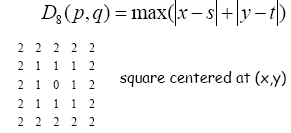 D₈(p,q) = max(|x-s|+|y-t|)
2 2 2 2 2
2 1 1 1 2
2 1 0 1 2 square centered at (x,y)
2 1 1 1 2
2 2 2 2 2